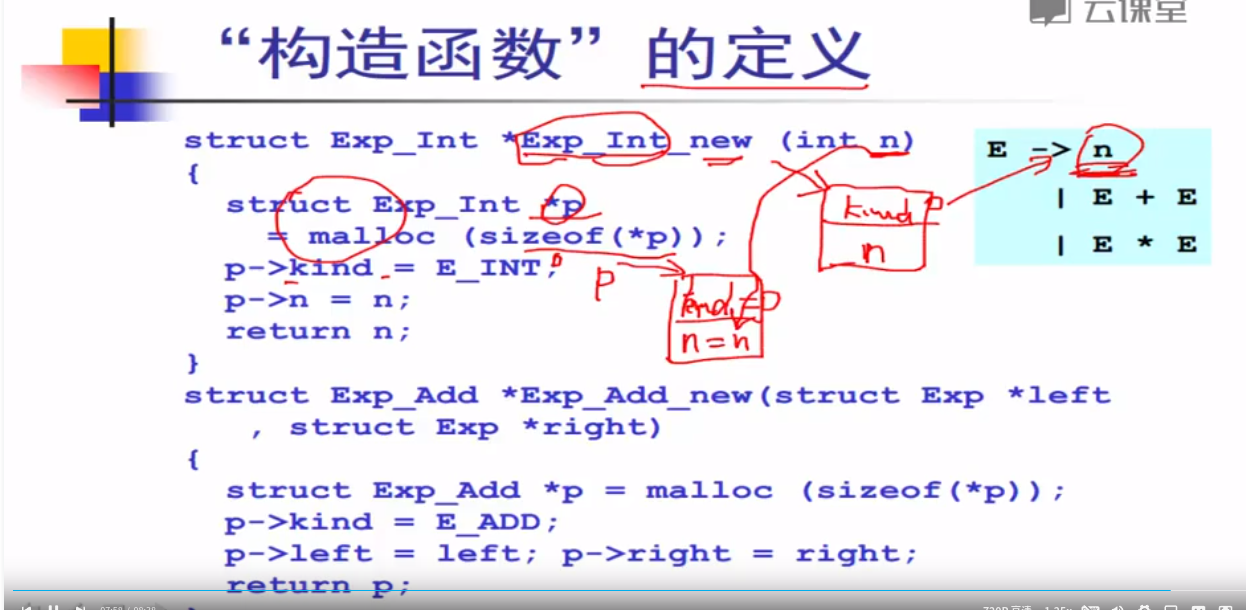 云课堂
“构造函数”的定义
struct Exp_Int *Exp_Int_new (int n)
{
struct Exp_Int *p
= malloc (sizeof(*p));
p->kind = E_INT;
p->n = n;
return n;
}
E -> n
| E + E
| E * E
kind
n
p
kind = 0
n = n
struct Exp_Add *Exp_Add_new(struct Exp *left
, struct Exp *right)
{
struct Exp_Add *p = malloc (sizeof(*p));
p->kind = E_ADD;
p->left = left; p->right = right;
return p;